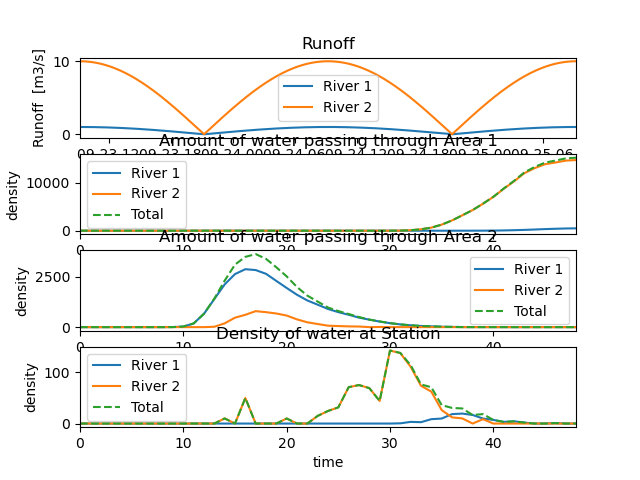 Runoff
10
Runoff [m3/s]
River 1
River 2
0
Amount of water passing through Area 1
10000
density
River 1
River 2
Total
0
0 40
Amount of water passing through Area 2
2500
density
River 1
River 2
Total
0
0 10 20 30 40
Density of water at Station
100
density
River 1
River 2
Total
0
0 10 20 30 40
time